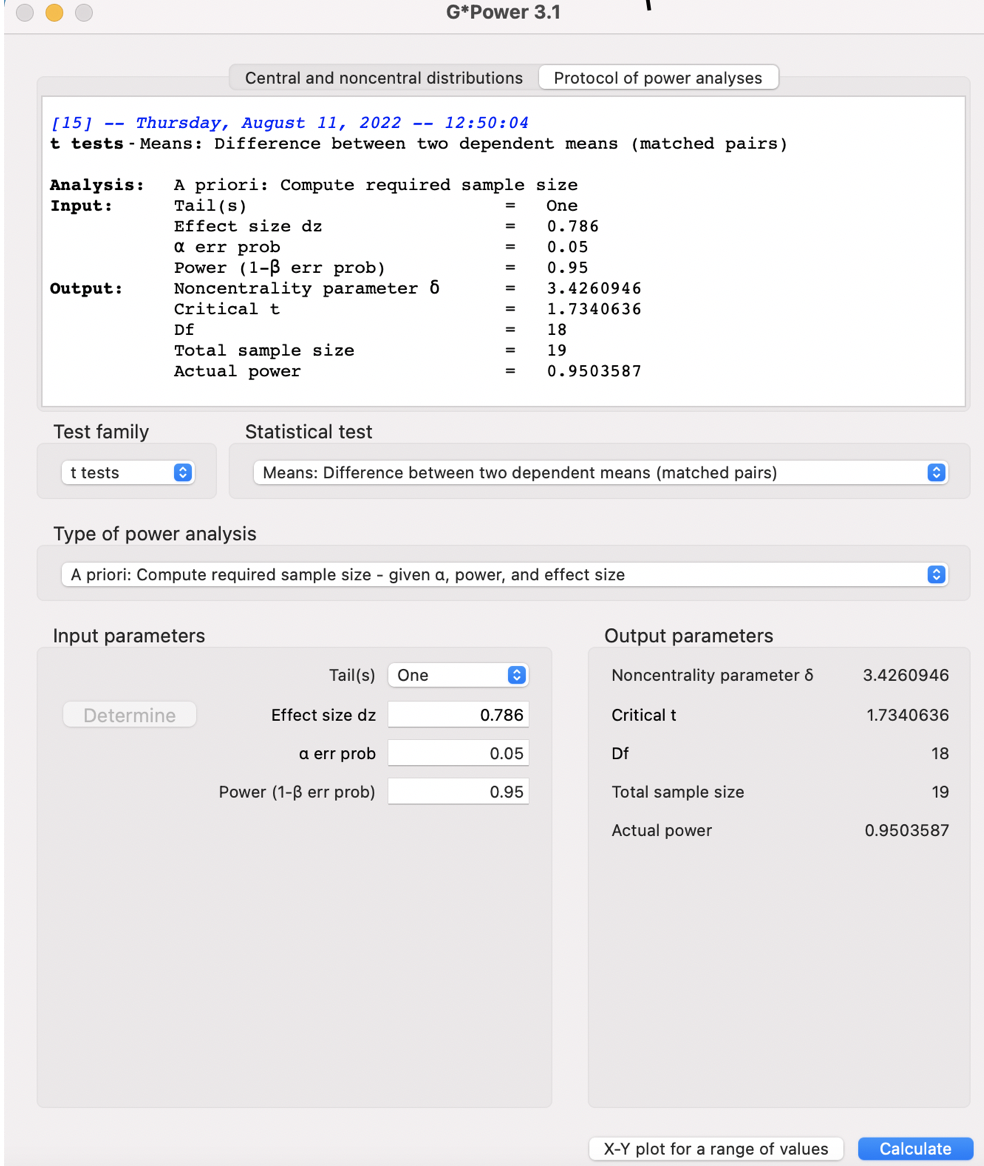 G*Power 3.1
Central and noncentral distributions Protocol of power analyses
[15] -- Thursday, August 11, 2022 -- 12:50:04
t tests - Means: Difference between two dependent means (matched pairs)
Analysis: A priori: Compute required sample size
Input: Tail(s) = One
Effect size dz = 0.786
α err prob = 0.05
Power (1-β err prob) = 0.95
Output: Noncentrality parameter δ = 3.4260946
Critical t = 1.7340636
Df = 18
Total sample size = 19
Actual power = 0.9503587
Test family Statistical test
t tests Means: Difference between two dependent means (matched pairs)
Type of power analysis
A priori: Compute required sample size - given α, power, and effect size
Input parameters Output parameters
Tail(s) One Noncentrality parameter δ 3.4260946
Determine Effect size dz 0.786 Critical t 1.7340636
α err prob 0.05 Df 18
Power (1-β err prob) 0.95 Total sample size 19
Actual power 0.9503587
X-Y plot for a range of values Calculate